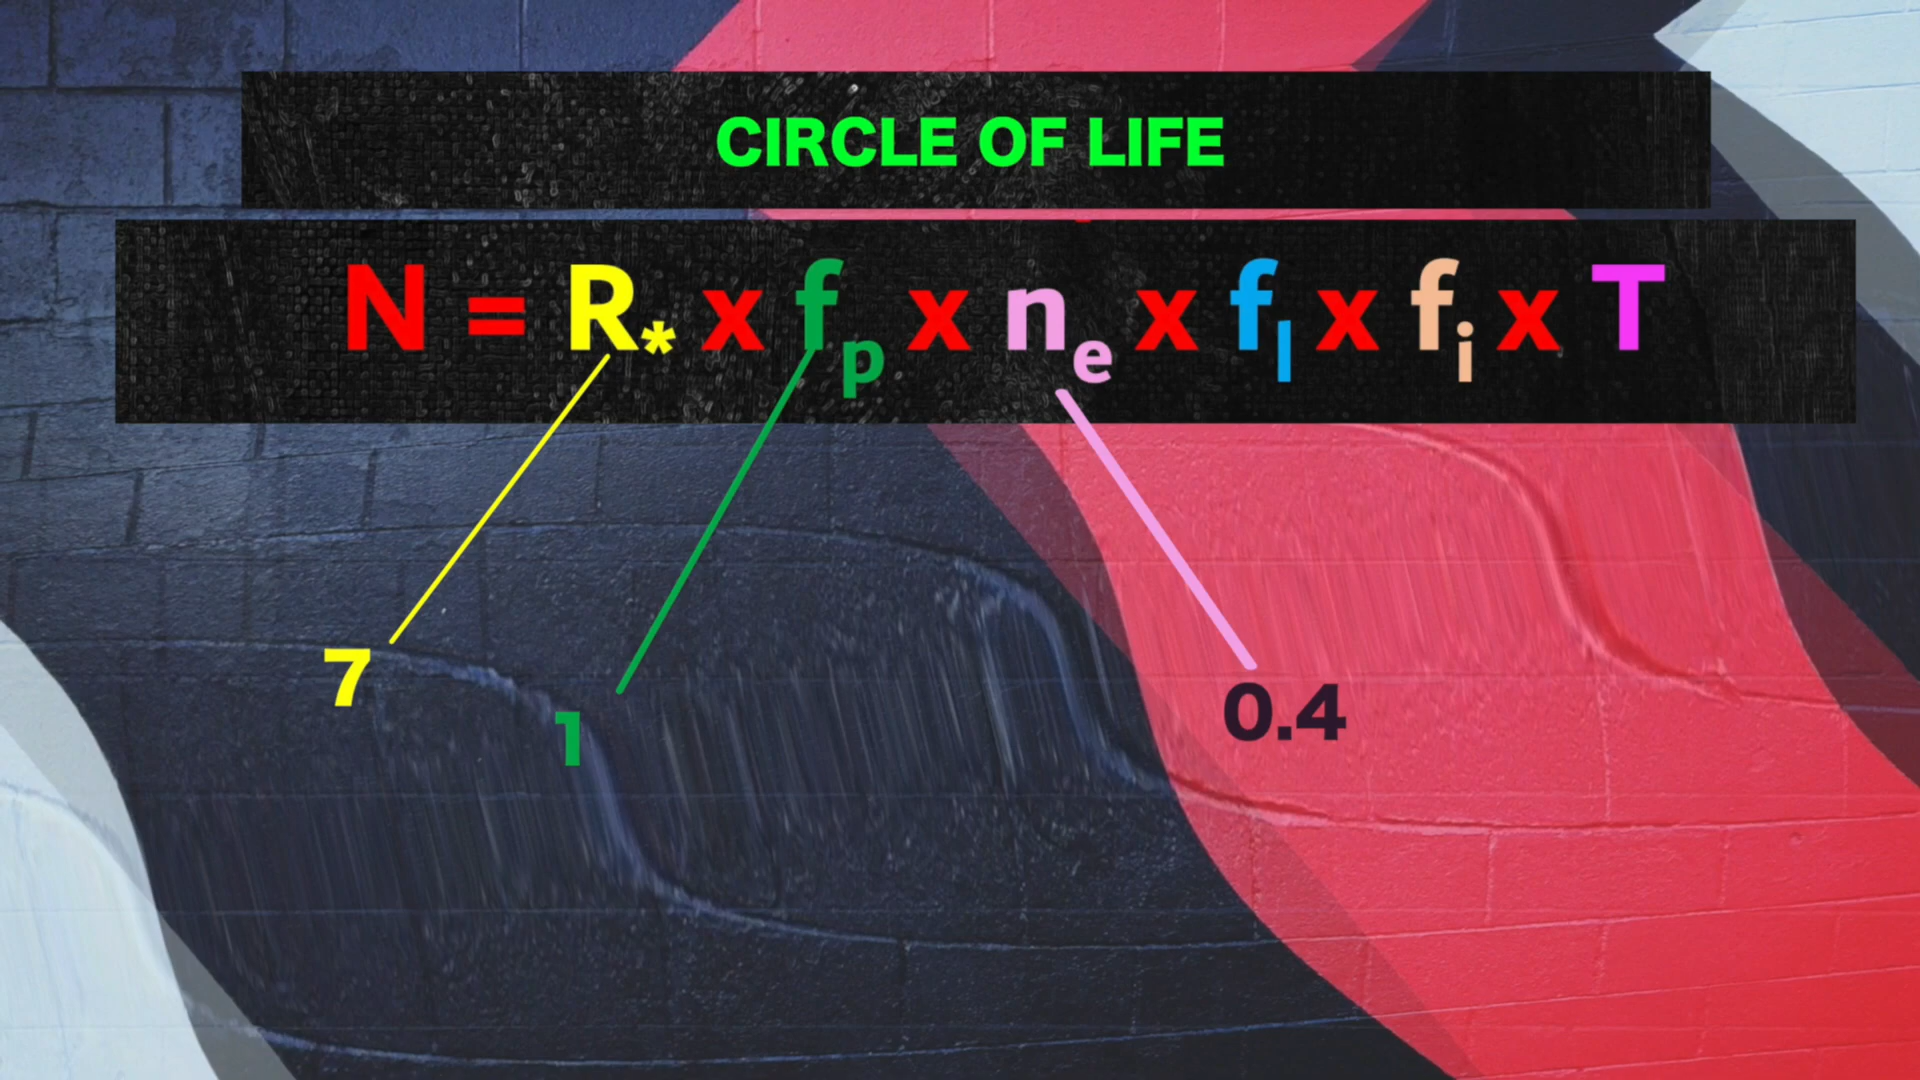 CIRCLE OF LIFE
N = R* x fp x ne x fl x fi x T
7
1
0.4